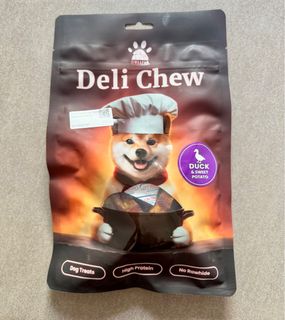 Deli Chew
DUCK
& SWEET
POTATO
Dog Treats
High Protein
No Rawhide